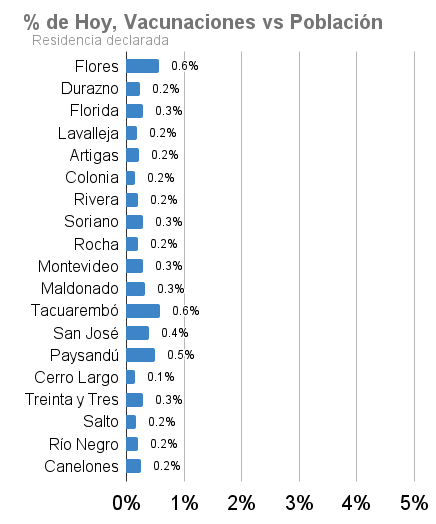 % de Hoy, Vacunaciones vs Población
Residencia declarada
Flores 0.6%
Durazno 0.2%
Florida 0.3%
Lavalleja 0.2%
Artigas 0.2%
Colonia 0.2%
Rivera 0.2%
Soriano 0.3%
Rocha 0.2%
Montevideo 0.3%
Maldonado 0.3%
Tacuarembó 0.6%
San José 0.4%
Paysandú 0.5%
Cerro Largo 0.1%
Treinta y Tres 0.3%
Salto 0.2%
Río Negro 0.2%
Canelones 0.2%
0% 1% 2% 3% 4% 5%